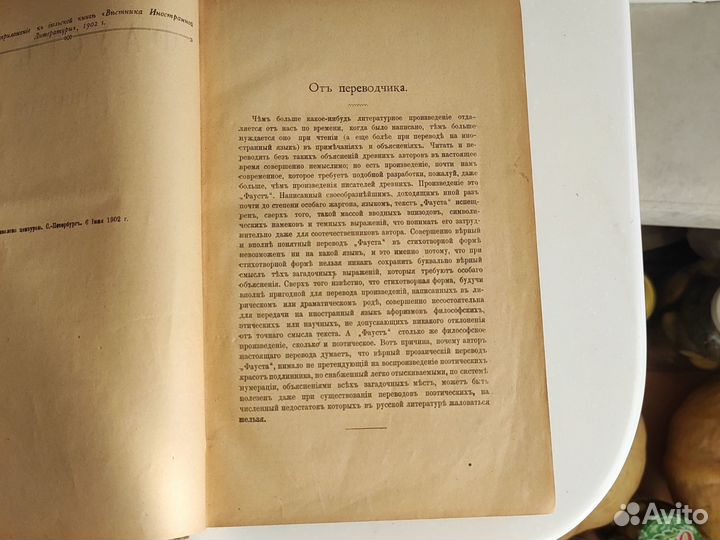 приложеніе къ іюльской книгѣ «Вѣстника Иностранной
Литературы», 1902 г.
дозволено цензурою. С.-Петербургъ. 6 Іюня 1902 г.
Отъ переводчика.
Чѣмъ больше какое-нибудь литературное произведеніе отда-
ляется отъ насъ по времени, когда было написано, тѣмъ больше
нуждается оно при чтеніи (а еще болѣе при переводѣ на ино-
странный языкъ) въ примѣчаніяхъ и объясненіяхъ. Читать и пе-
реводить безъ такихъ объясненій древнихъ авторовъ въ настоящее
время совершенно немыслимо; но есть произведеніе, почти намъ
современное, которое требуетъ подобной разработки, пожалуй, даже
больше, чѣмъ произведенія писателей древнихъ. Произведеніе это
„Фаустъ“. Написанный своеобразнѣйшимъ, доходящимъ иной разъ
почти до степени особаго жаргона, языкомъ, текстъ „Фауста“ испещ-
ренъ, сверхъ того, такой массой вводныхъ эпизодовъ, символи-
ческихъ намековъ и темныхъ выраженій, что понимать его за-
труднительно даже для соотечественниковъ автора. Совершенно вѣрный
и вполнѣ понятный переводъ „Фауста“ въ стихотворной формѣ
невозможенъ ни на какой языкъ, и это именно потому, что при
стихотворной формѣ нельзя никакъ сохранить буквально вѣрный
смыслъ тѣхъ загадочныхъ выраженій, которыя требуютъ особаго
объясненія. Сверхъ того извѣстно, что стихотворная форма, будучи
вполнѣ пригодной для перевода произведеній, написанныхъ въ ли-
рическомъ или драматическомъ родѣ, совершенно несостоятельна
для передачи на иностранный языкъ афоризмовъ философскихъ,
этическихъ или научныхъ, не допускающихъ никакого отклоненія
отъ точнаго смысла текста. А „Фаустъ“ столько же философское
произведеніе, сколько и поэтическое. Вотъ причина, почему авторъ
настоящаго перевода думаетъ, что вѣрный прозаическій переводъ
„Фауста“, нимало не претендующій на воспроизведеніе поэтическихъ
красотъ подлинника, но снабженный легко отыскиваемыми, по системѣ
нумераціи, объясненіями всѣхъ загадочныхъ мѣстъ, можетъ быть
полезенъ даже при существованіи переводовъ поэтическихъ, на
численный недостатокъ которыхъ въ русской литературѣ жаловаться
нельзя.
Avito